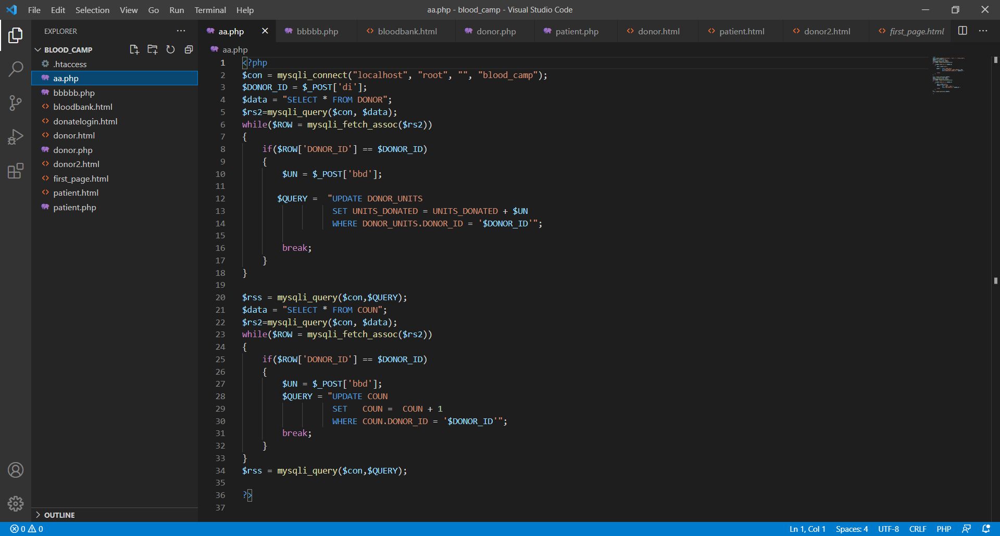 File Edit Selection View Go Run Terminal Help
aa.php - blood_camp - Visual Studio Code
EXPLORER
BLOOD_CAMP
.htaccess
aa.php
bbbbb.php
bloodbank.html
donatelogin.html
donor.html
donor.php
donor2.html
first_page.html
patient.html
patient.php
OUTLINE
aa.php bbbbb.php bloodbank.html donor.php patient.php donor.html patient.html donor2.html first_page.html
aa.php
1 <?php
2 $con = mysqli_connect("localhost", "root", "", "blood_camp");
3 $DONOR_ID = $_POST['di'];
4 $data = "SELECT * FROM DONOR";
5 $rs2=mysqli_query($con, $data);
6 while($ROW = mysqli_fetch_assoc($rs2))
7 {
8     if($ROW['DONOR_ID'] == $DONOR_ID)
9     {
10         $UN = $_POST['bbd'];
11
12        $QUERY =  "UPDATE DONOR_UNITS
13                   SET UNITS_DONATED = UNITS_DONATED + $UN
14                   WHERE DONOR_UNITS.DONOR_ID = '$DONOR_ID'";
15
16         break;
17     }
18 }
19
20 $rss = mysqli_query($con,$QUERY);
21 $data = "SELECT * FROM COUN";
22 $rs2=mysqli_query($con, $data);
23 while($ROW = mysqli_fetch_assoc($rs2))
24 {
25     if($ROW['DONOR_ID'] == $DONOR_ID)
26     {
27         $UN = $_POST['bbd'];
28         $QUERY = "UPDATE COUN
29                   SET   COUN =  COUN + 1
30                   WHERE COUN.DONOR_ID = '$DONOR_ID'";
31         break;
32     }
33 }
34 $rss = mysqli_query($con,$QUERY);
35
36 ?>
37
0 0
Ln 1, Col 1 Spaces: 4 UTF-8 CRLF PHP